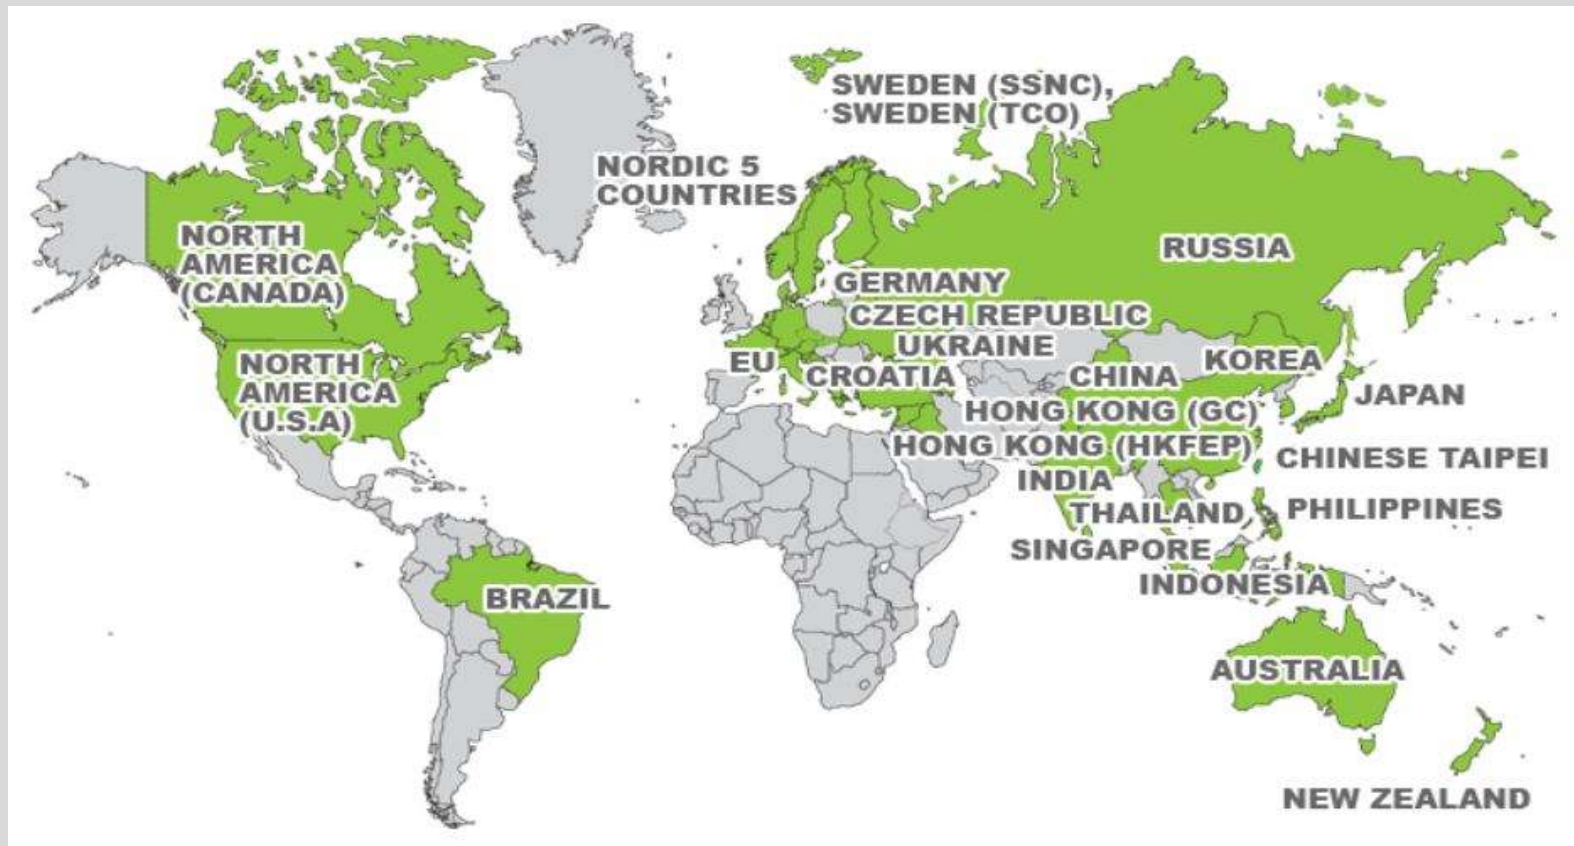 SWEDEN (SSNC),
SWEDEN (TCO)
NORDIC 5
COUNTRIES
NORTH
AMERICA
(CANADA)
RUSSIA
GERMANY
CZECH REPUBLIC
UKRAINE
NORTH
AMERICA
(U.S.A)
EU
CROATIA
CHINA
KOREA
JAPAN
HONG KONG (GC)
HONG KONG (HKFEP)
CHINESE TAIPEI
INDIA
THAILAND
PHILIPPINES
SINGAPORE
INDONESIA
BRAZIL
AUSTRALIA
NEW ZEALAND